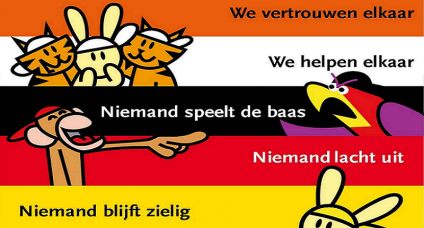 We vertrouwen elkaar
We helpen elkaar
Niemand speelt de baas
Niemand lacht uit
Niemand blijft zielig